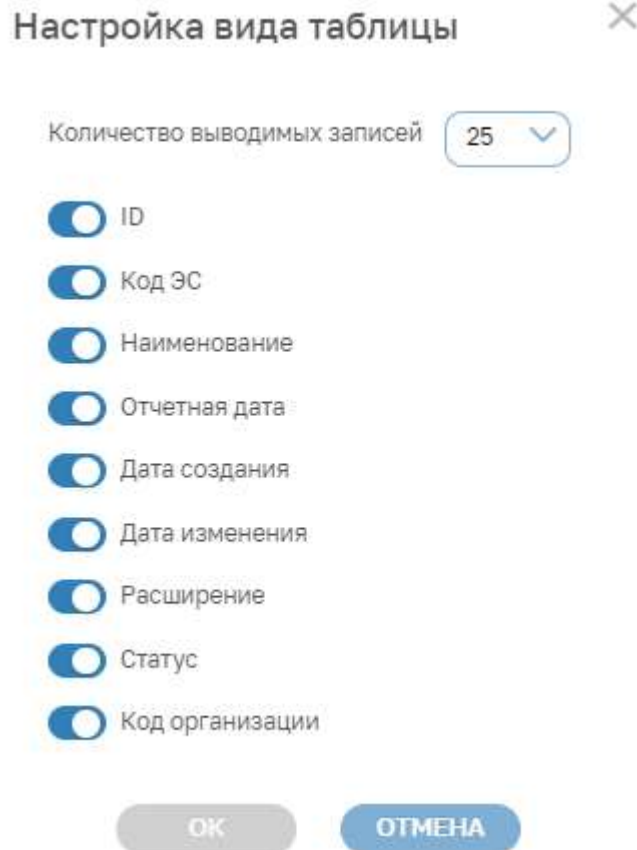 Настройка вида таблицы
Количество выводимых записей 25
ID
Код ЭС
Наименование
Отчетная дата
Дата создания
Дата изменения
Расширение
Статус
Код организации
ОК ОТМЕНА